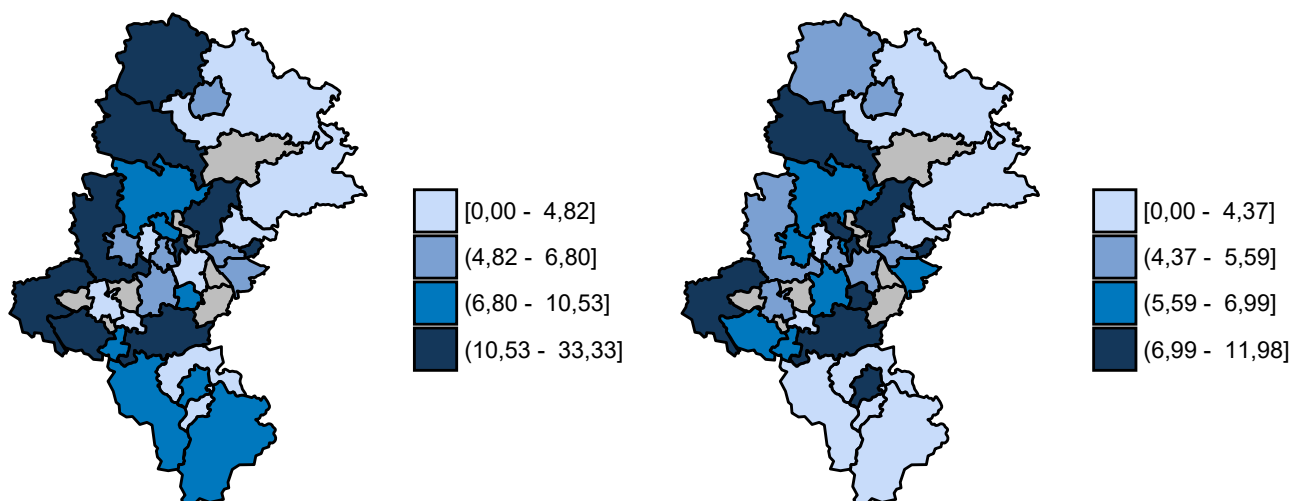 [0,00 - 4,82]
(4,82 - 6,80]
(6,80 - 10,53]
(10,53 - 33,33]
[0,00 - 4,37]
(4,37 - 5,59]
(5,59 - 6,99]
(6,99 - 11,98]